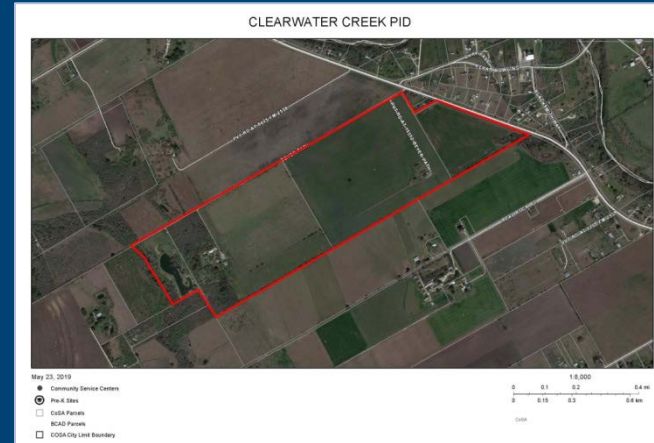 CLEARWATER CREEK PID
May 23, 2019
Community Service Centers
Pre-K Sites
CoSA Parcels
BCAD Parcels
COSA City Limit Boundary
1:8,000
0 0.1 0.2 0.4 mi
0 0.15 0.3 0.6 km
CoSA